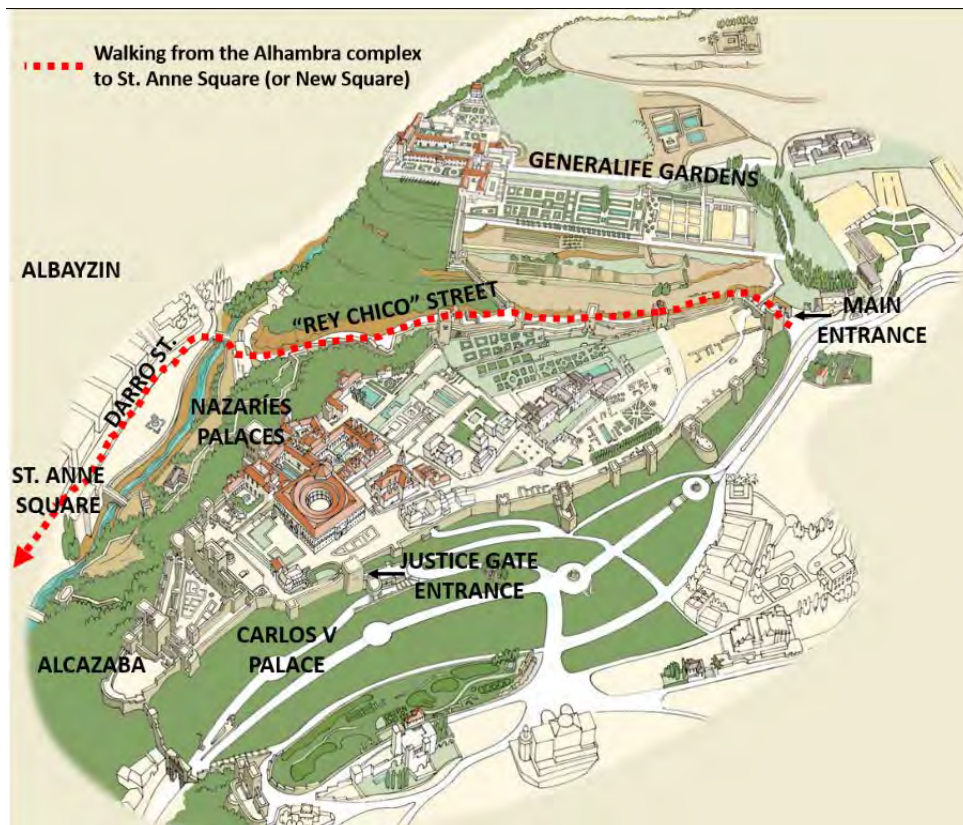 Walking from the Alhambra complex
to St. Anne Square (or New Square)
GENERALIFE GARDENS
ALBAYZIN
"REY CHICO" STREET
MAIN
ENTRANCE
DARRO ST.
NAZARÍES
PALACES
ST. ANNE
SQUARE
JUSTICE GATE
ENTRANCE
CARLOS V
PALACE
ALCAZABA